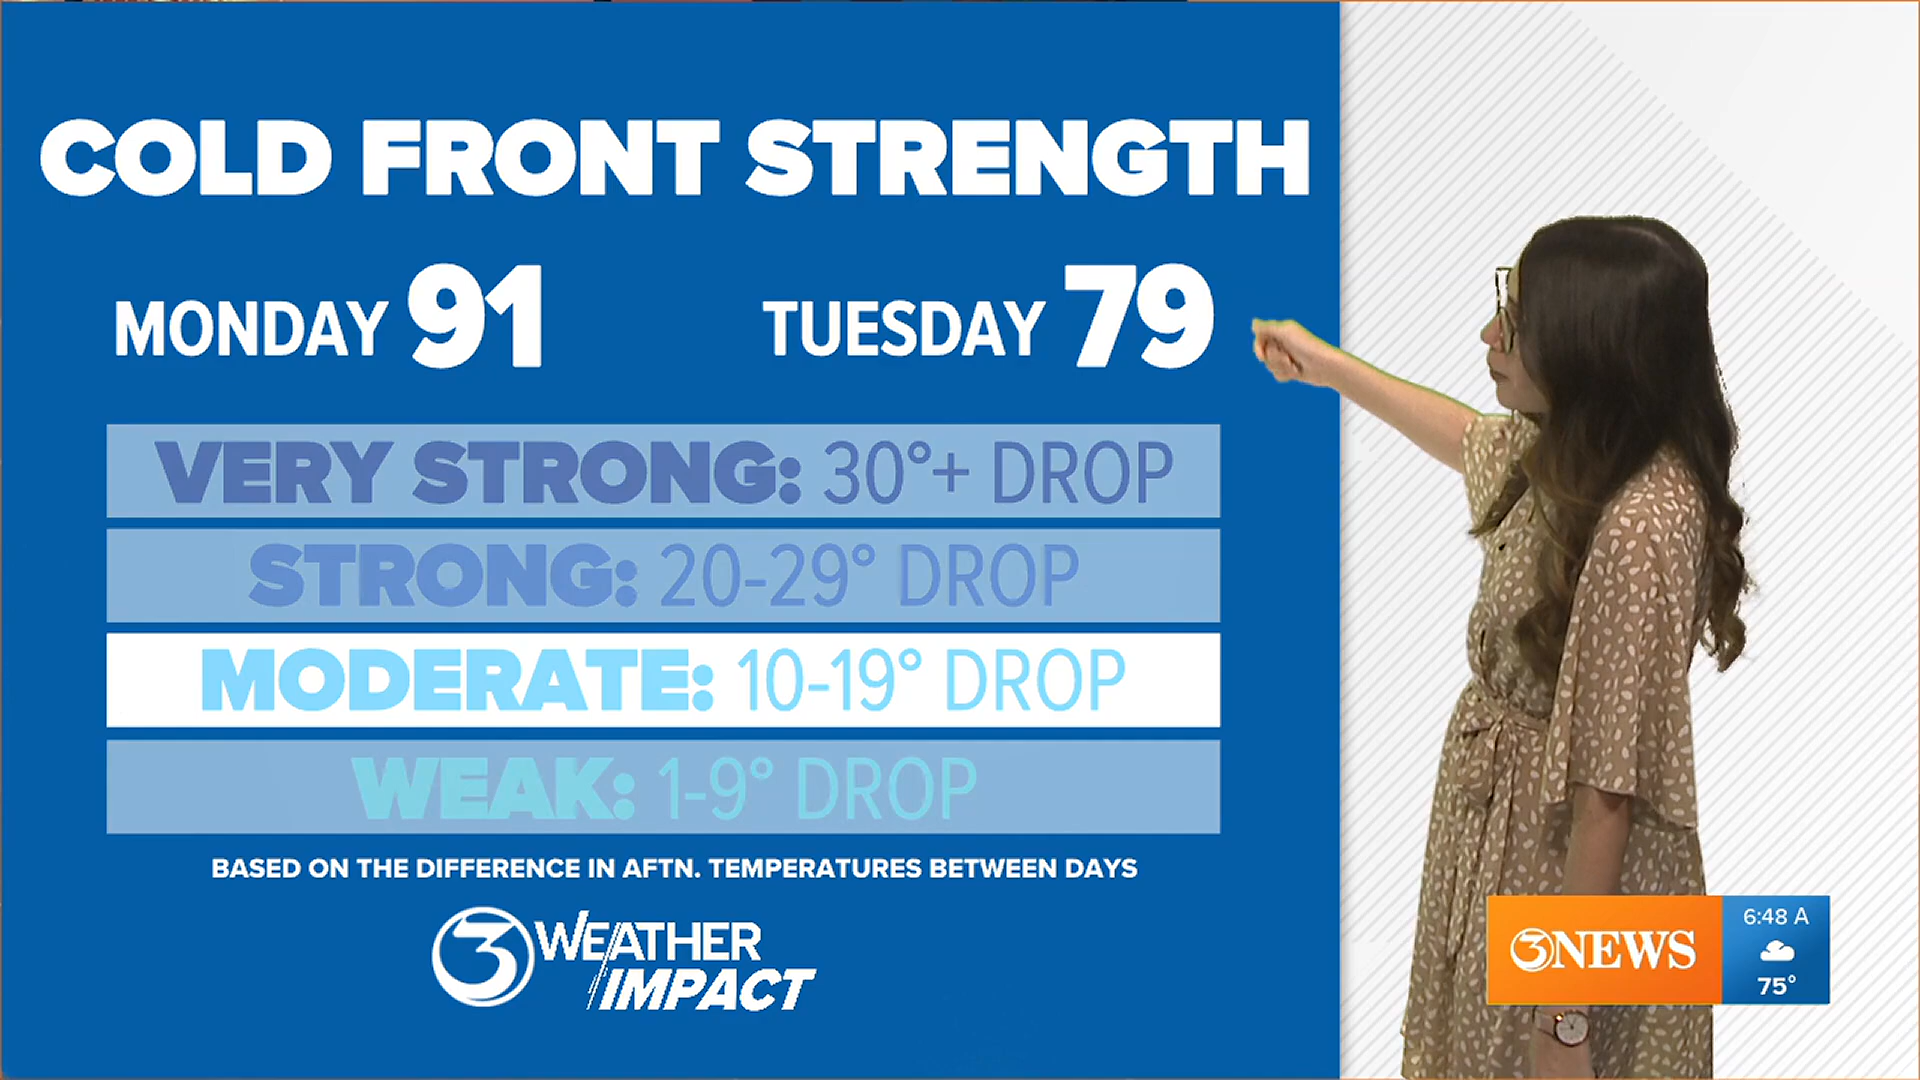 COLD FRONT STRENGTH
MONDAY 91
TUESDAY 79
VERY STRONG: 30°+ DROP
STRONG: 20-29° DROP
MODERATE: 10-19° DROP
WEAK: 1-9° DROP
BASED ON THE DIFFERENCE IN AFTN. TEMPERATURES BETWEEN DAYS
3 WEATHER
IMPACT
3NEWS
6:48 A
75°